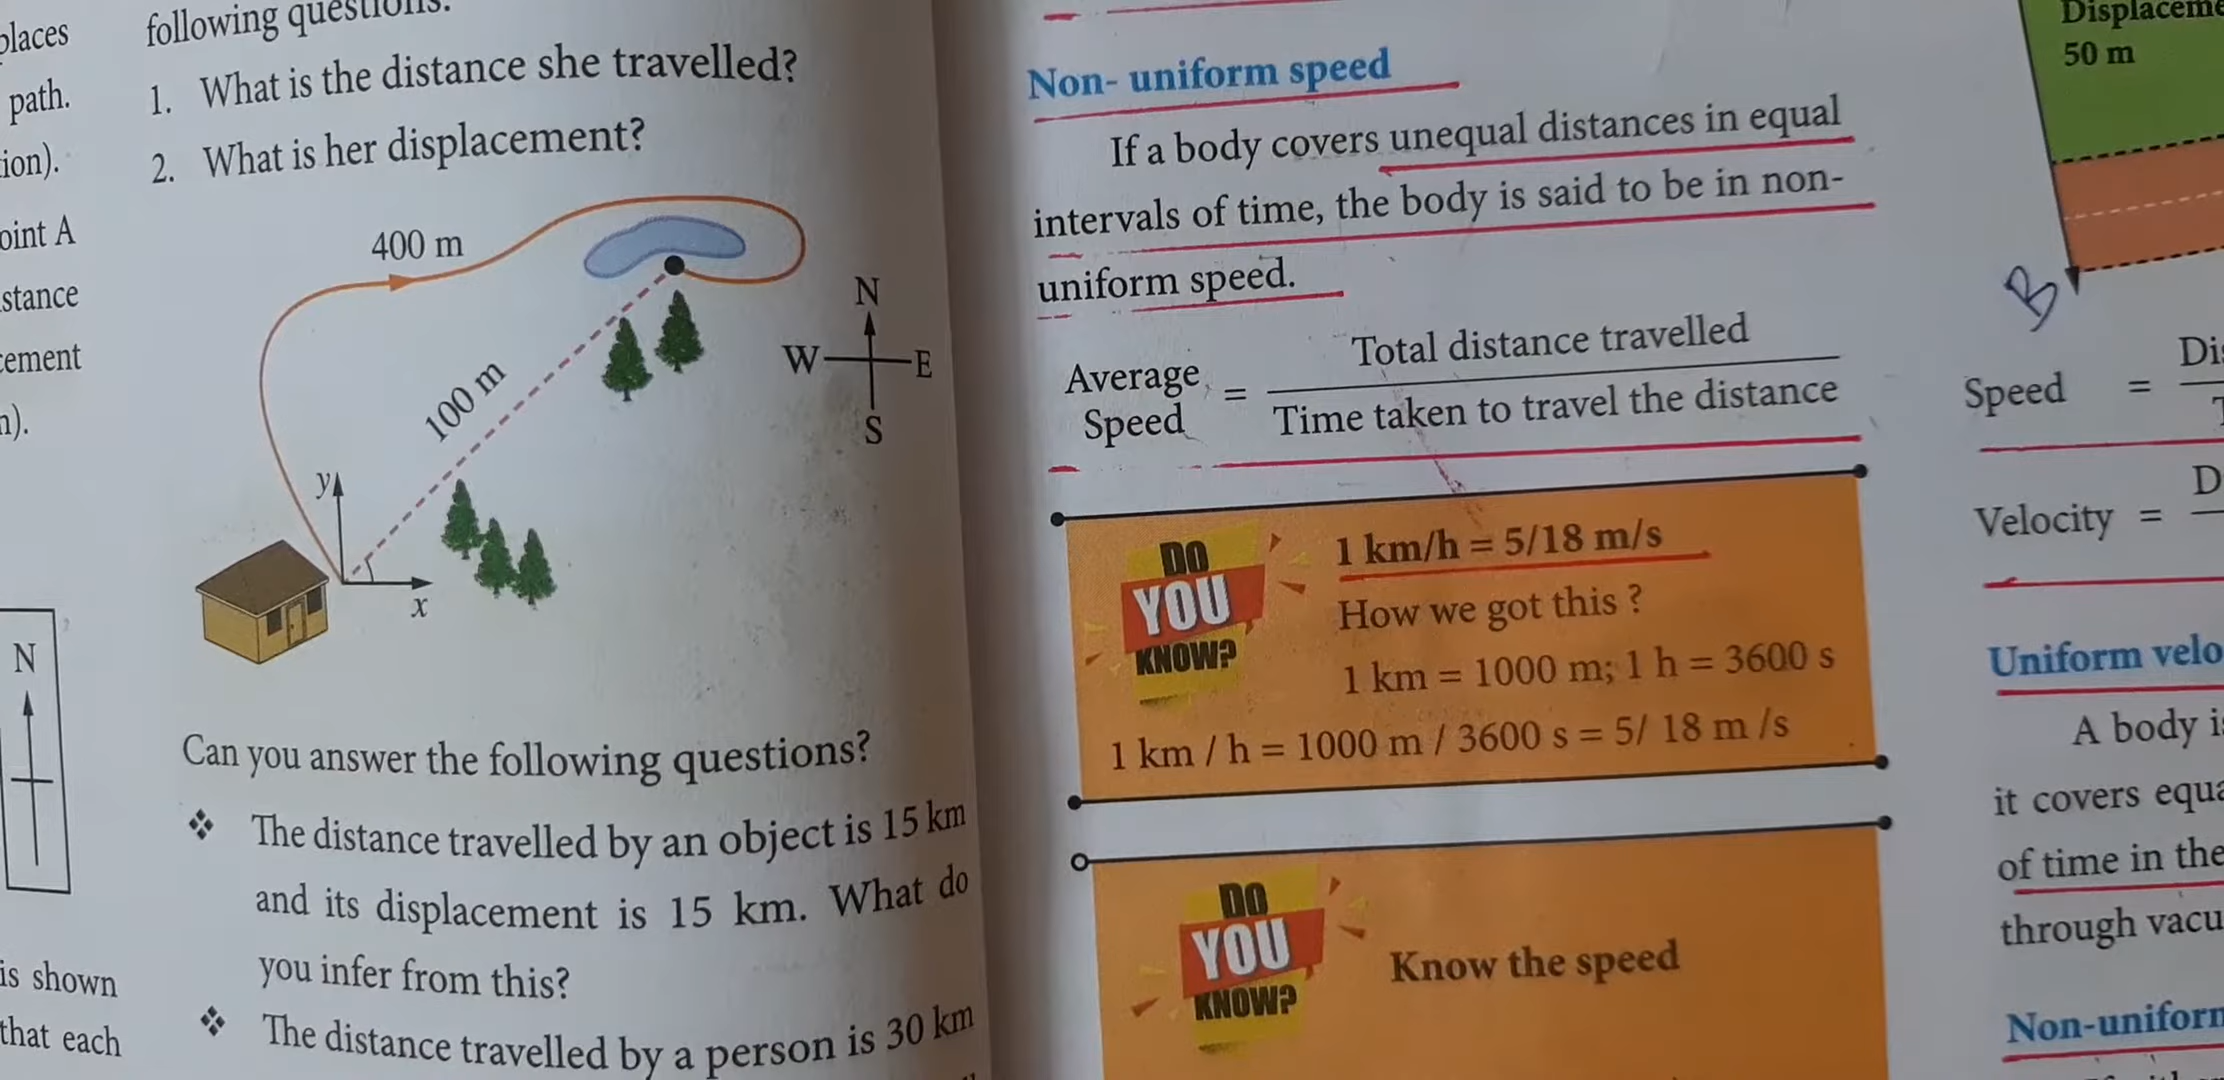 places
path.
ion).
oint A
stance
cement
n).
N
is shown
that each
following questions.
1. What is the distance she travelled?
2. What is her displacement?
400 m
100 m
N
W
E
S
y
x
Can you answer the following questions?
❖ The distance travelled by an object is 15 km
and its displacement is 15 km. What do
you infer from this?
❖ The distance travelled by a person is 30 km
Non- uniform speed
If a body covers unequal distances in equal
intervals of time, the body is said to be in non-
uniform speed.
Average Speed = Total distance travelled
Time taken to travel the distance
DO
YOU
KNOW?
1 km/h = 5/18 m/s
How we got this ?
1 km = 1000 m; 1 h = 3600 s
1 km / h = 1000 m / 3600 s = 5/ 18 m /s
DO
YOU
KNOW?
Know the speed
Displaceme
50 m
B
Speed = Dis
T
Velocity = D
Uniform velo
A body is
it covers equa
of time in the
through vacu
Non-uniform